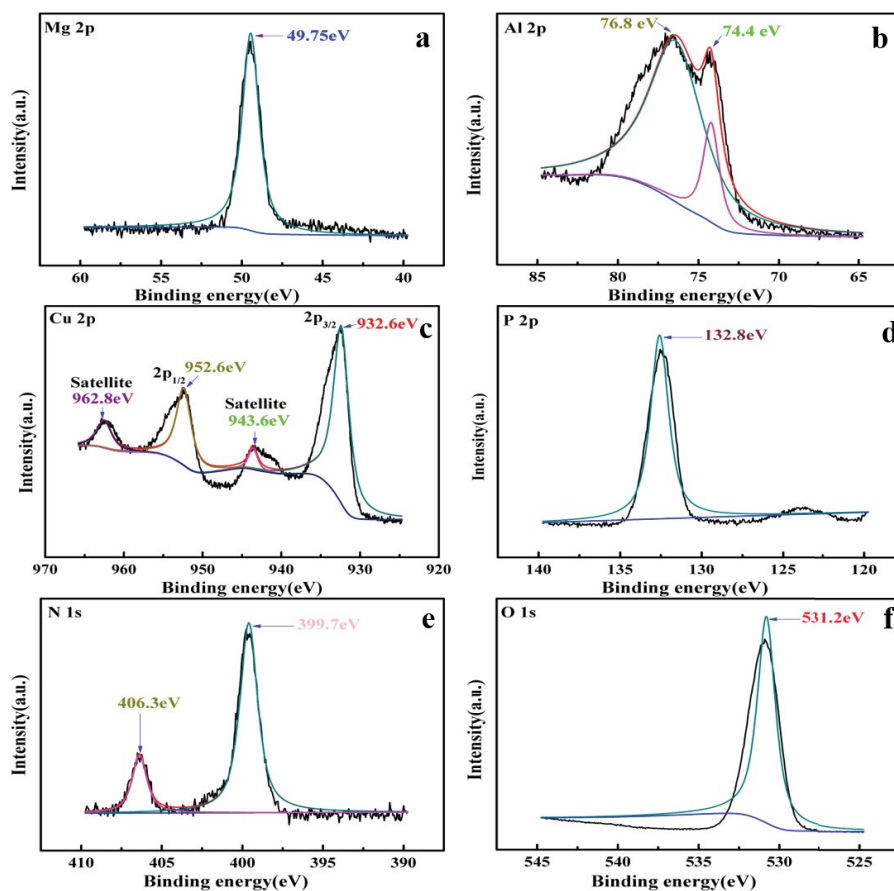 Mg 2p
49.75eV
a
Intensity(a.u.)
60 55 50 45 40
Binding energy(eV)
Al 2p
76.8 eV
74.4 eV
b
Intensity(a.u.)
85 80 75 70 65
Binding energy(eV)
Cu 2p
2p3/2
932.6eV
c
2p1/2
952.6eV
Satellite
962.8eV
Satellite
943.6eV
Intensity(a.u.)
970 960 950 940 930 920
Binding energy(eV)
P 2p
132.8eV
d
Intensity(a.u.)
140 135 130 125 120
Binding energy(eV)
N 1s
399.7eV
e
406.3eV
Intensity(a.u.)
410 405 400 395 390
Binding energy(eV)
O 1s
531.2eV
f
Intensity(a.u.)
545 540 535 530 525
Binding energy(eV)